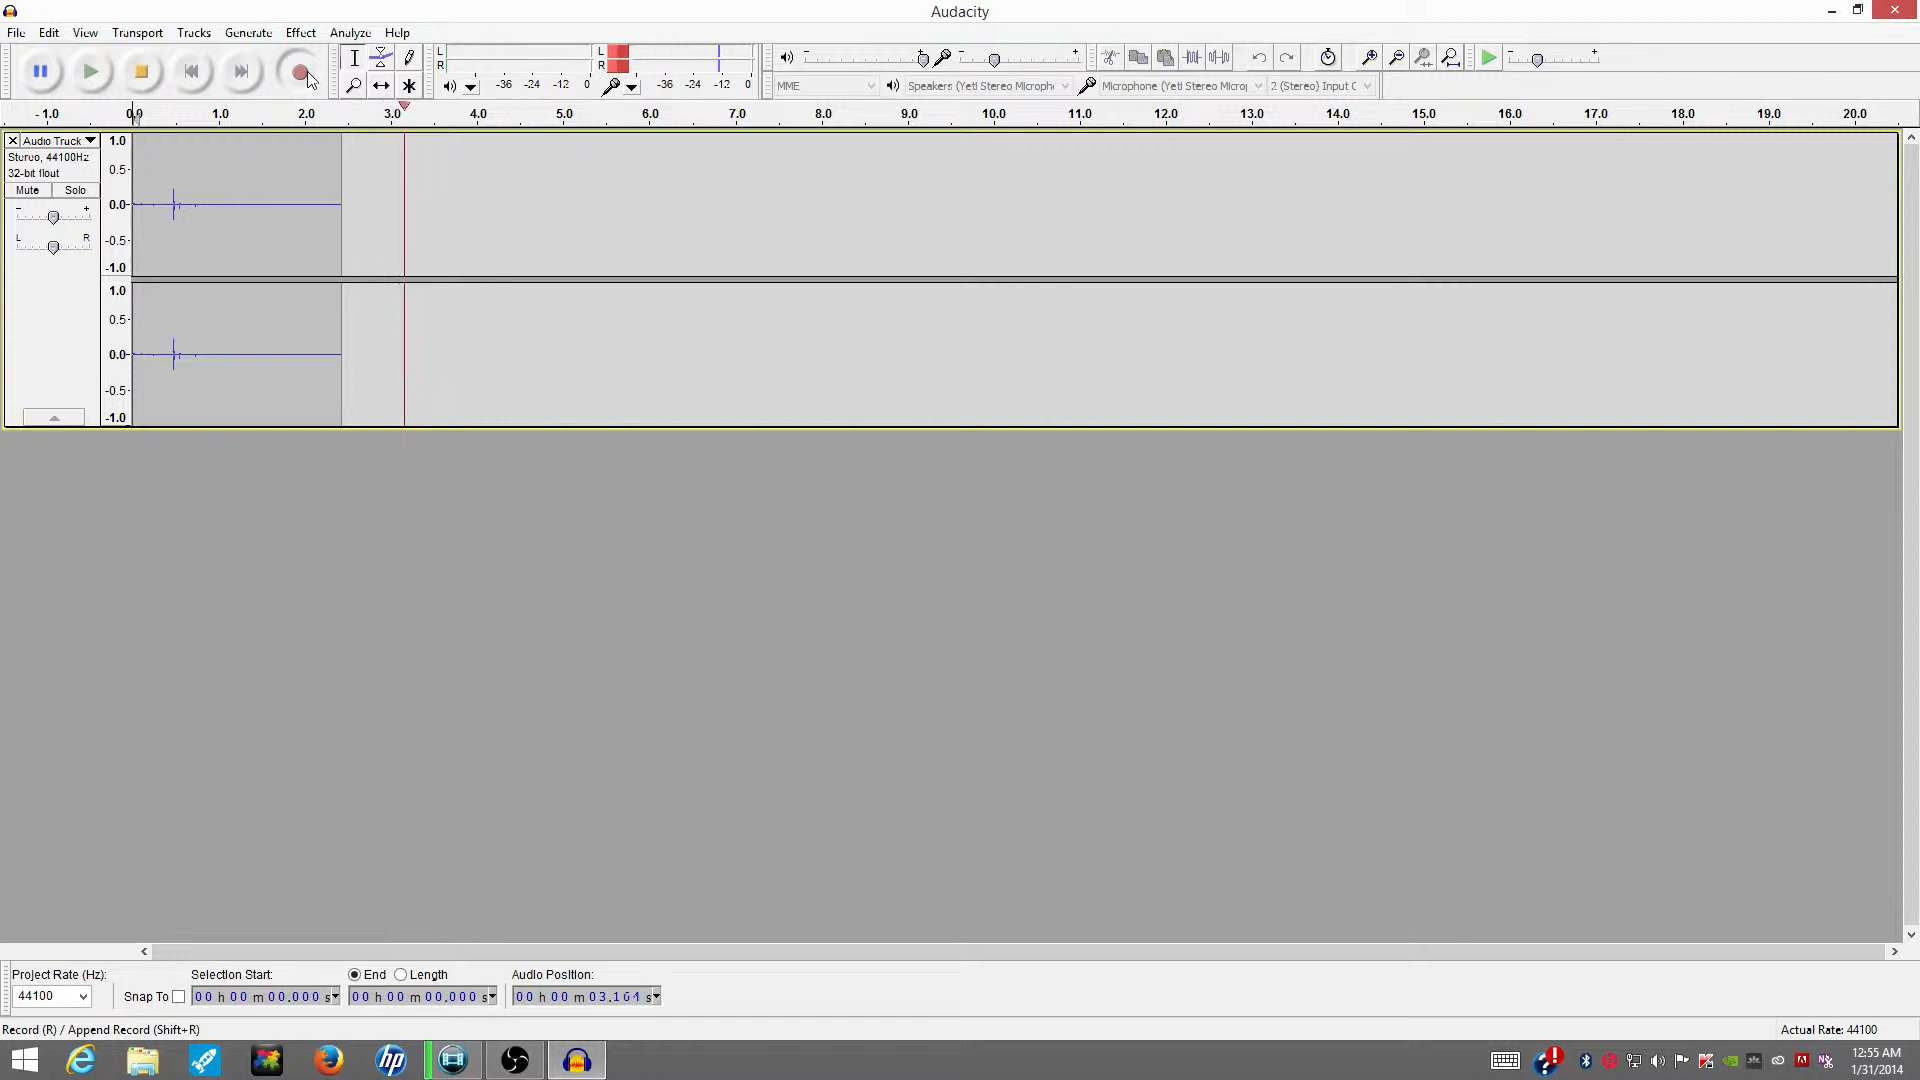 Audacity
File Edit View Transport Tracks Generate Effect Analyze Help
L
R
-36 -24 -12 0
L
R
-36 -24 -12 0
MME
Speakers (Yeti Stereo Microph
Microphone (Yeti Stereo Microp
2 (Stereo) Input C
-1.0 0.0 1.0 2.0 3.0 4.0 5.0 6.0 7.0 8.0 9.0 10.0 11.0 12.0 13.0 14.0 15.0 16.0 17.0 18.0 19.0 20.0
Audio Track
Stereo, 44100Hz
32-bit float
Mute Solo
- +
L R
1.0
0.5-
0.0-
-0.5-
-1.0
1.0
0.5-
0.0-
-0.5-
-1.0
Project Rate (Hz):
44100
Snap To
Selection Start:
00 h 00 m 00.000 s
End Length
00 h 00 m 00.000 s
Audio Position:
00 h 00 m 03.164 s
Record (R) / Append Record (Shift+R)
Actual Rate: 44100
hp
12:55 AM
1/31/2014